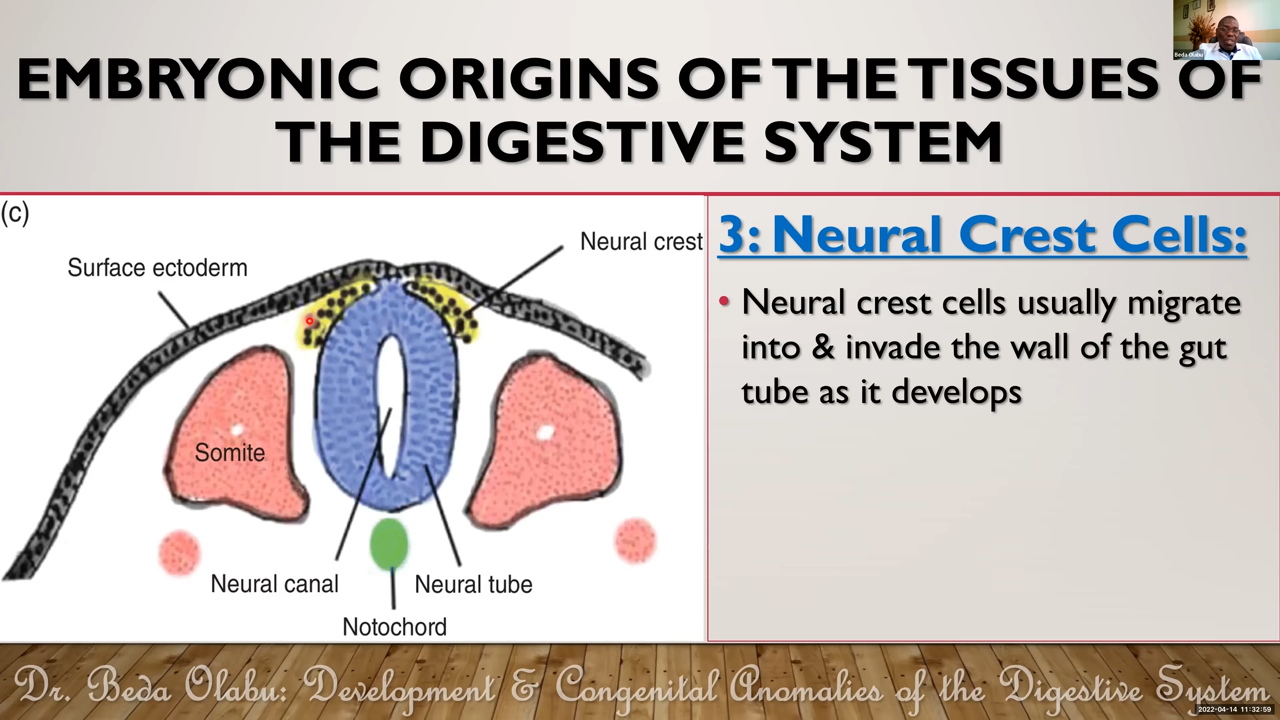 Beda Olabu
EMBRYONIC ORIGINS OF THE TISSUES OF
THE DIGESTIVE SYSTEM
(c)
Neural crest
Surface ectoderm
Somite
Neural canal
Neural tube
Notochord
3: Neural Crest Cells:
• Neural crest cells usually migrate
into & invade the wall of the gut
tube as it develops
Dr. Beda Olabu: Development & Congenital Anomalies of the Digestive System
2022-04-14 11:32:59